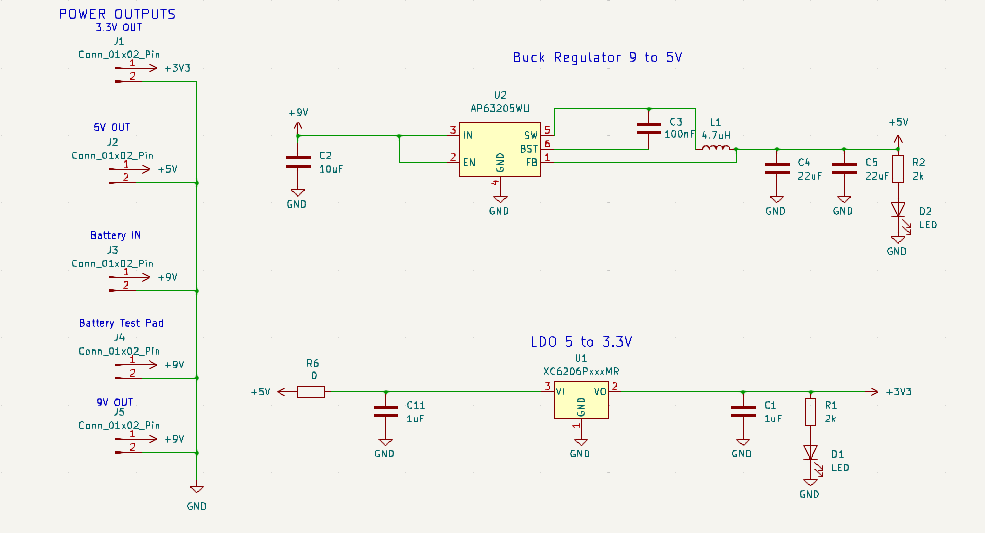 POWER OUTPUTS
3.3V OUT
J1
Conn_01x02_Pin
1
+3V3
2
5V OUT
J2
Conn_01x02_Pin
1
+5V
2
Battery IN
J3
Conn_01x02_Pin
1
+9V
2
Battery Test Pad
J4
Conn_01x02_Pin
1
+9V
2
9V OUT
J5
Conn_01x02_Pin
1
+9V
2
GND
Buck Regulator 9 to 5V
+9V
C2
10uF
GND
U2
AP63205WU
3
IN
2
EN
GND
4
GND
SW
5
BST
6
FB
1
C3
100nF
L1
4.7uH
C4
22uF
GND
C5
22uF
GND
+5V
R2
2k
D2
LED
GND
LDO 5 to 3.3V
R6
0
+5V
C11
1uF
GND
U1
XC6206PxxxMR
3
VI
VO
2
GND
1
GND
C1
1uF
GND
R1
2k
D1
LED
GND
+3V3